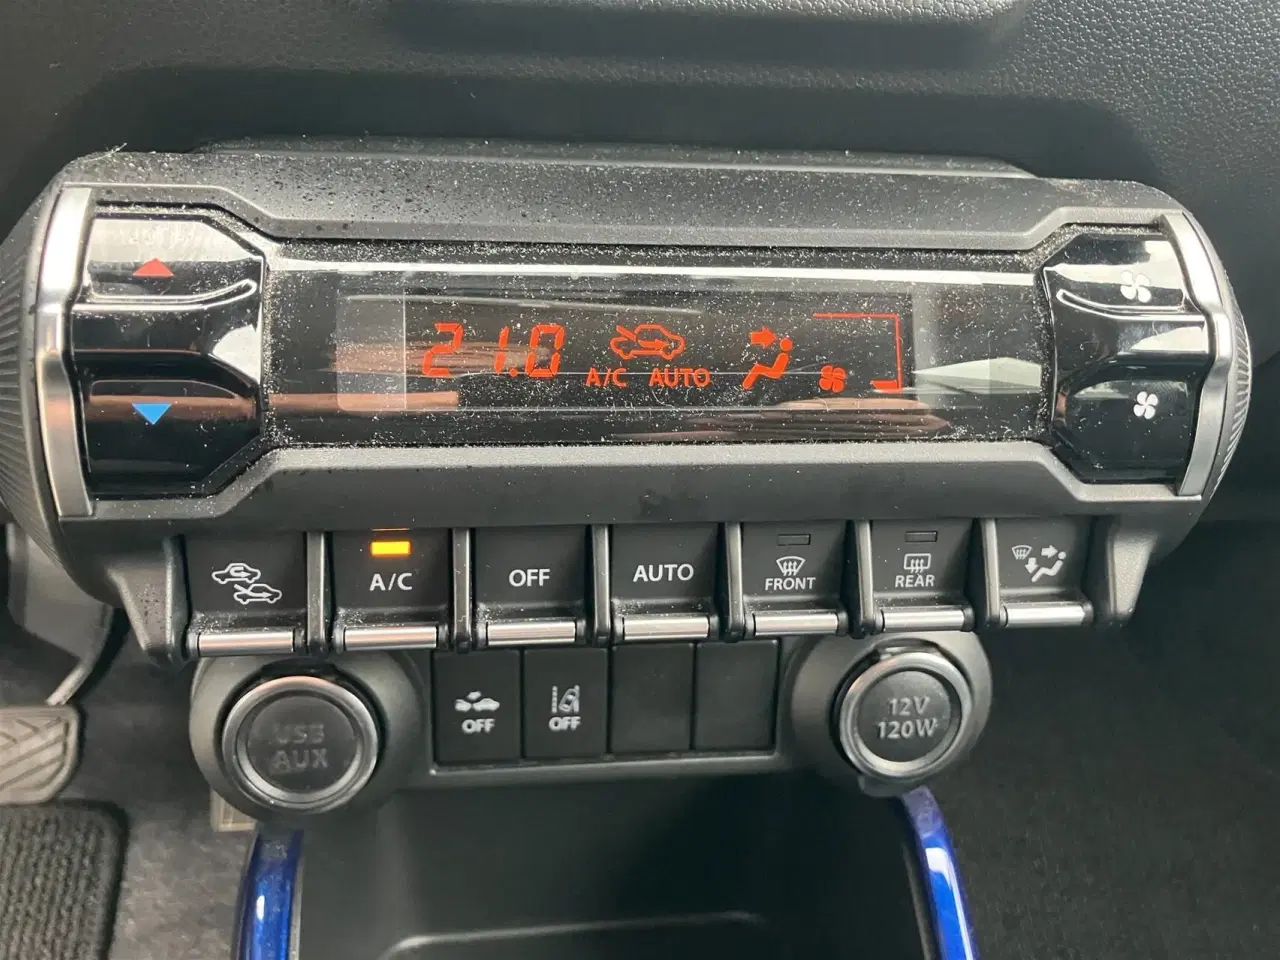 21.0
A/C AUTO
A/C
OFF
AUTO
FRONT
REAR
USB
AUX
OFF
OFF
12V
120W